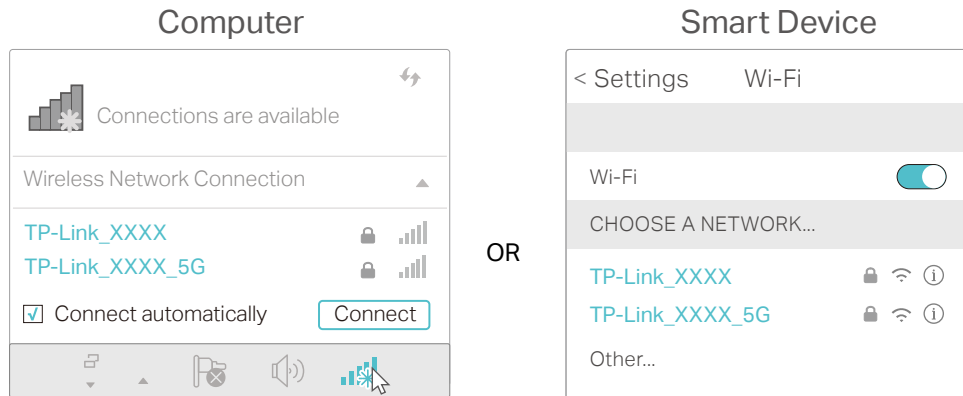 Computer
Connections are available
Wireless Network Connection
TP-Link_XXXX
TP-Link_XXXX_5G
Connect automatically
Connect
OR
Smart Device
< Settings
Wi-Fi
Wi-Fi
CHOOSE A NETWORK...
TP-Link_XXXX
TP-Link_XXXX_5G
Other...